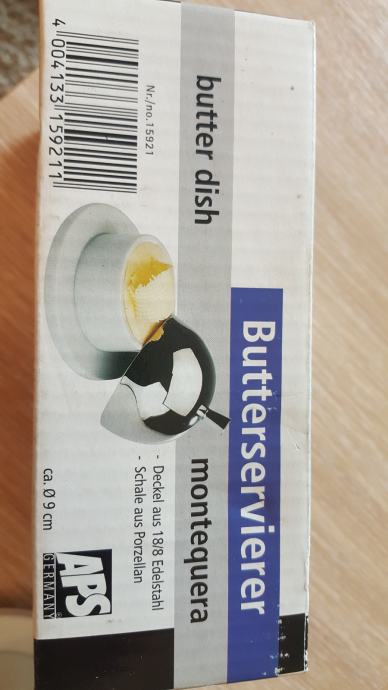 Butterservierer
butter dish
montequera
Nr./no.15921
4 004133 159211
- Deckel aus 18/8 Edelstahl
- Schale aus Porzellan
ca. Ø 9 cm
APS
GERMANY®